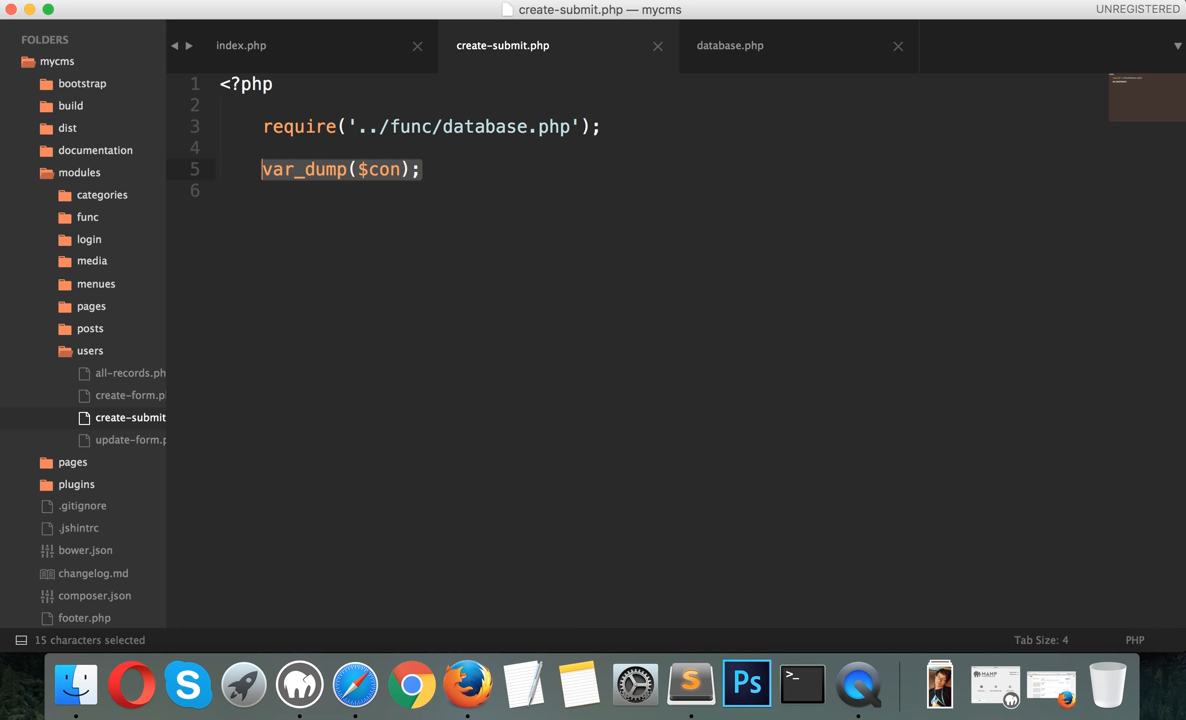 create-submit.php — mycms
UNREGISTERED
FOLDERS
mycms
bootstrap
build
dist
documentation
modules
categories
func
login
media
menues
pages
posts
users
all-records.ph
create-form.p
create-submit
update-form.p
pages
plugins
.gitignore
.jshintrc
bower.json
changelog.md
composer.json
footer.php
index.php
create-submit.php
database.php
1 <?php
2
3 require('../func/database.php');
4
5 var_dump($con);
6
15 characters selected
Tab Size: 4
PHP
S
S
Ps
>_
MAMP